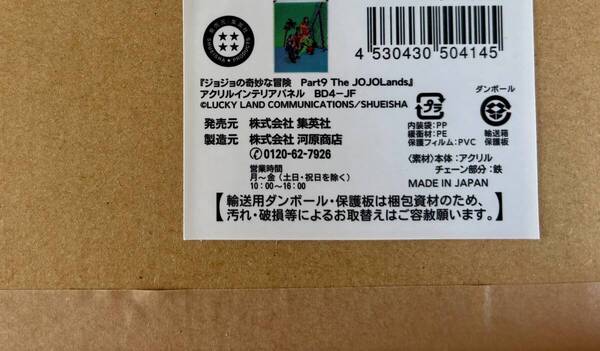 SHUEISHA PRODUCTS
4 530430 504145
『ジョジョの奇妙な冒険 Part9 The JOJOLands』
アクリルインテリアパネル BD4-JF
©LUCKY LAND COMMUNICATIONS/SHUEISHA
発売元 株式会社 集英社
製造元 株式会社 河原商店
✆0120-62-7926
営業時間
月〜金(土日・祝日を除く)
10:00〜16:00
プラ
内装袋:PP
緩衝材:PE
保護フィルム:PVC
ダンボール
輸送箱
保護板
〈素材〉本体:アクリル
チェーン部分:鉄
MADE IN JAPAN
【輸送用ダンボール・保護板は梱包資材のため、
汚れ・破損等によるお取替えはご容赦願います。】